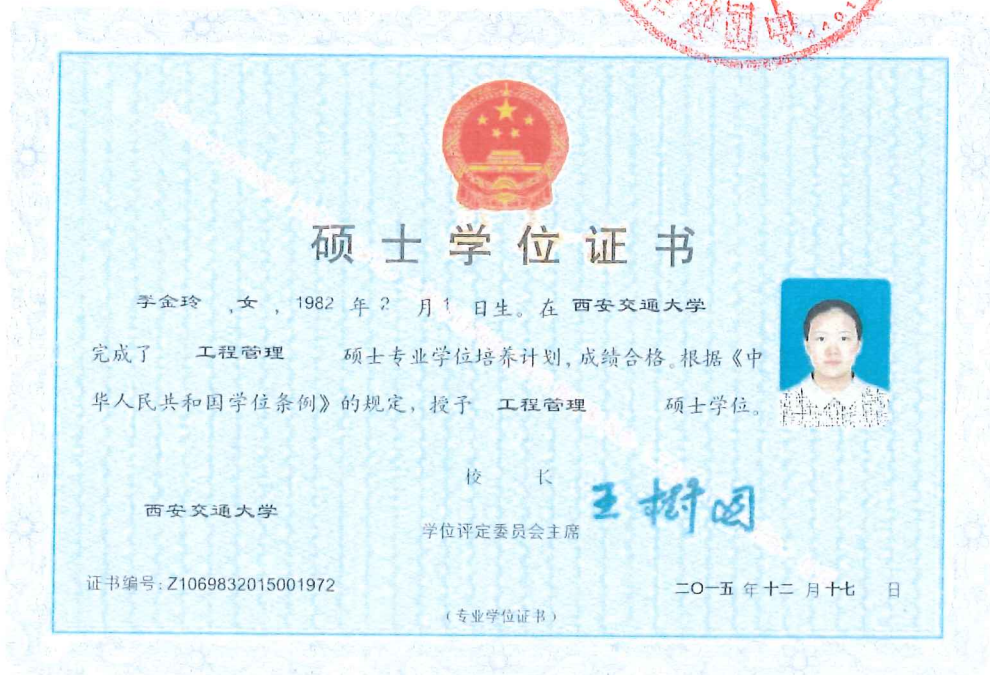 硕士学位证书
李金玲 ,女 , 1982 年 2 月 1 日生。在 西安交通大学
完成了 工程管理 硕士专业学位培养计划,成绩合格。根据《中
华人民共和国学位条例》的规定,授予 工程管理 硕士学位。
校 长
王树国
西安交通大学
学位评定委员会主席
证书编号:Z1069832015001972
二〇一五 年 十二 月 十七 日
(专业学位证书)